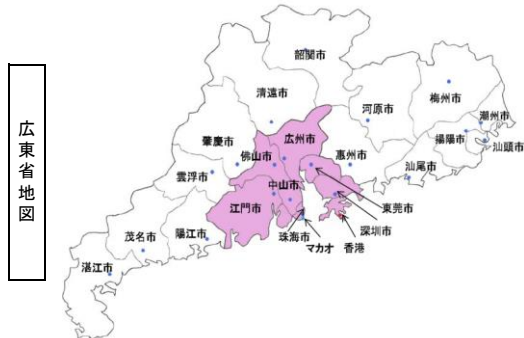 広東省地図
韶関市
清遠市
河原市
梅州市
潮州市
揚陽市
汕頭市
広州市
肇慶市
仏山市
惠州市
汕尾市
雲浮市
中山市
江門市
東莞市
深圳市
珠海市
マカオ
香港
陽江市
茂名市
湛江市